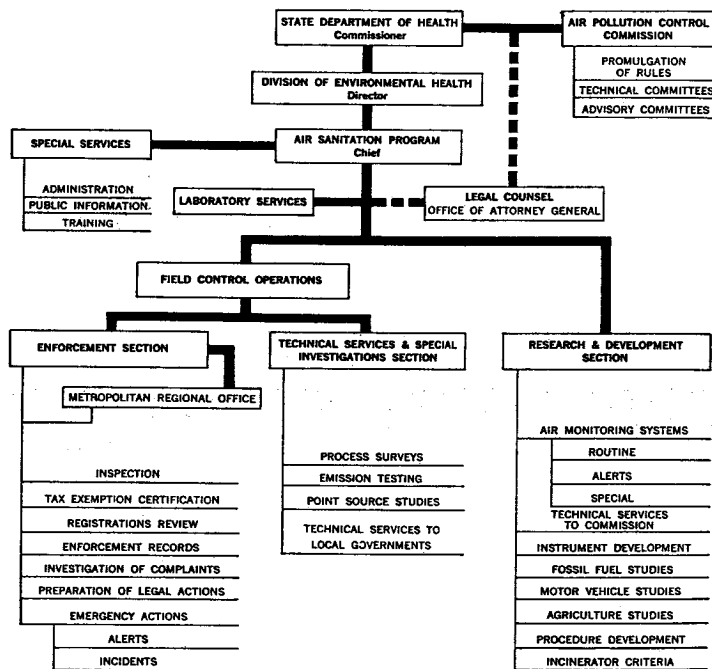 STATE DEPARTMENT OF HEALTH
Commissioner
AIR POLLUTION CONTROL
COMMISSION
PROMULGATION
OF RULES
TECHNICAL COMMITTEES
ADVISORY COMMITTEES
DIVISION OF ENVIRONMENTAL HEALTH
Director
SPECIAL SERVICES
ADMINISTRATION
PUBLIC INFORMATION
TRAINING
AIR SANITATION PROGRAM
Chief
LABORATORY SERVICES
LEGAL COUNSEL
OFFICE OF ATTORNEY GENERAL
FIELD CONTROL OPERATIONS
ENFORCEMENT SECTION
METROPOLITAN REGIONAL OFFICE
INSPECTION
TAX EXEMPTION CERTIFICATION
REGISTRATIONS REVIEW
ENFORCEMENT RECORDS
INVESTIGATION OF COMPLAINTS
PREPARATION OF LEGAL ACTIONS
EMERGENCY ACTIONS
ALERTS
INCIDENTS
TECHNICAL SERVICES & SPECIAL
INVESTIGATIONS SECTION
PROCESS SURVEYS
EMISSION TESTING
POINT SOURCE STUDIES
TECHNICAL SERVICES TO
LOCAL GOVERNMENTS
RESEARCH & DEVELOPMENT
SECTION
AIR MONITORING SYSTEMS
ROUTINE
ALERTS
SPECIAL
TECHNICAL SERVICES
TO COMMISSION
INSTRUMENT DEVELOPMENT
FOSSIL FUEL STUDIES
MOTOR VEHICLE STUDIES
AGRICULTURE STUDIES
PROCEDURE DEVELOPMENT
INCINERATOR CRITERIA